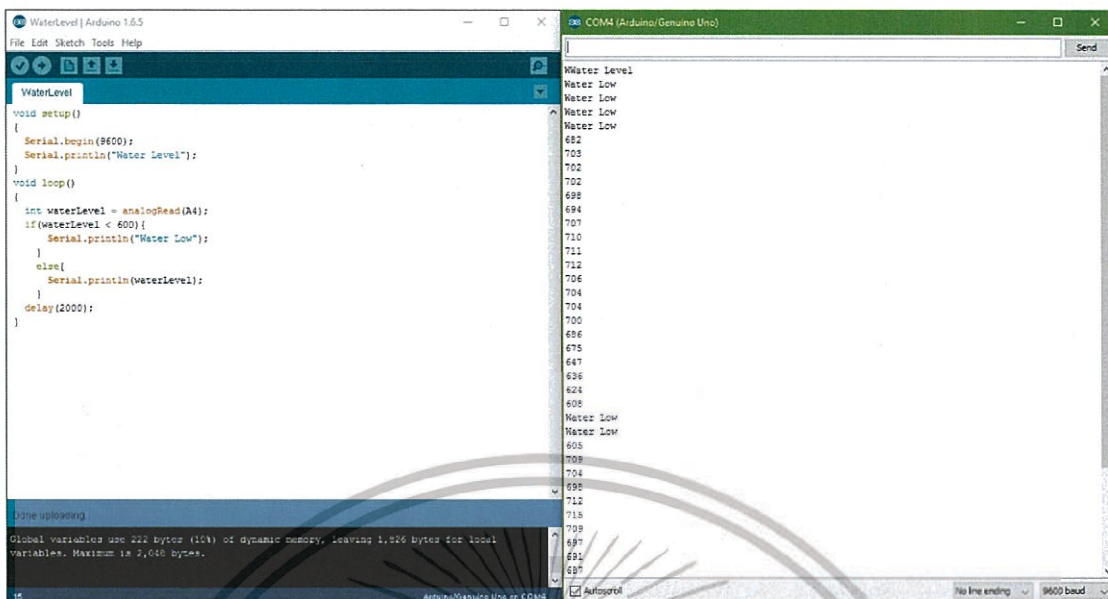 WaterLevel | Arduino 1.6.5
File Edit Sketch Tools Help
WaterLevel
void setup()
{
  Serial.begin(9600);
  Serial.println("Water Level");
}
void loop()
{
  int waterLevel = analogRead(A4);
  if(waterLevel < 600){
    Serial.println("Water Low");
  }
  else{
    Serial.println(waterLevel);
  }
  delay(2000);
}
Done uploading.
Global variables use 222 bytes (10%) of dynamic memory, leaving 1,826 bytes for local
variables. Maximum is 2,048 bytes.
15
Arduino/Genuino Uno on COM4
COM4 (Arduino/Genuino Uno)
Send
WWater Level
Water Low
Water Low
Water Low
Water Low
682
703
702
702
698
694
707
710
711
712
706
704
704
700
686
675
647
636
624
608
Water Low
Water Low
605
709
704
698
712
715
709
697
691
687
Autoscroll
No line ending
9600 baud